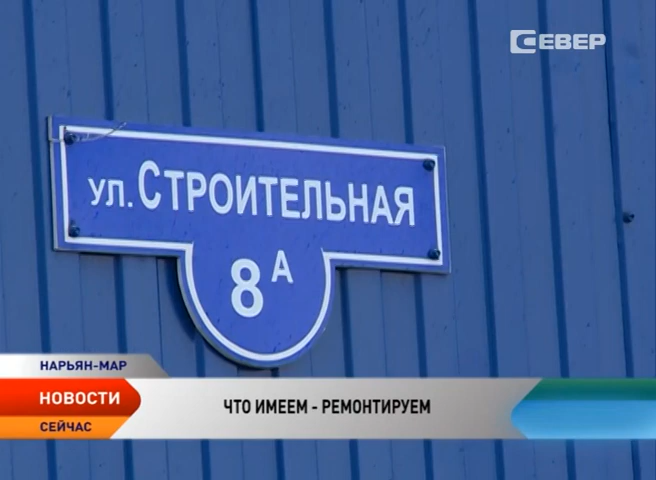 СЕВЕР
ул. СТРОИТЕЛЬНАЯ
8 А
НАРЬЯН-МАР
НОВОСТИ
СЕЙЧАС
ЧТО ИМЕЕМ - РЕМОНТИРУЕМ